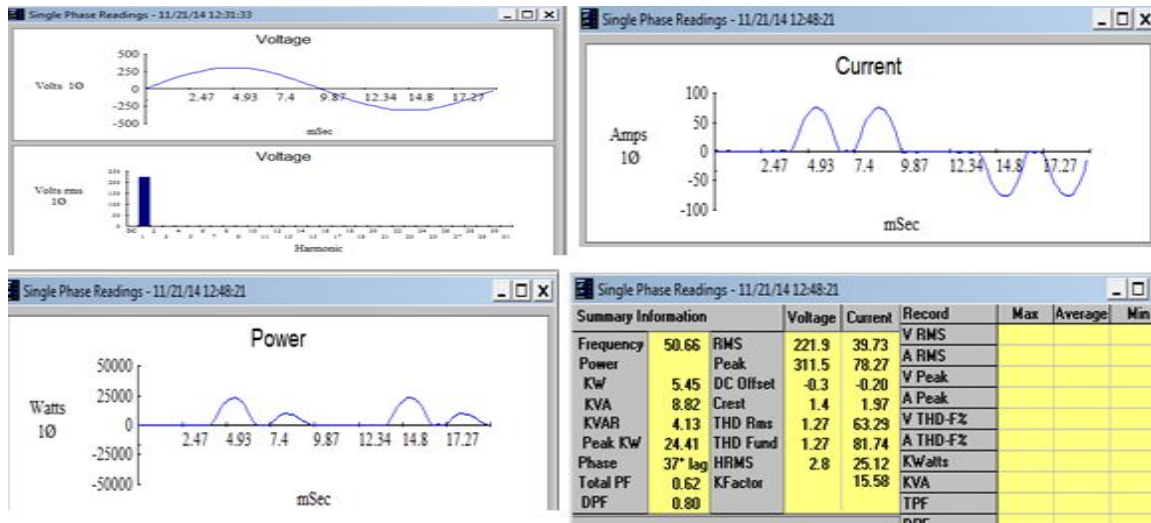 Single Phase Readings - 11/21/14 12:31:33
Voltage
500
250
Volts 1Ø
0
-250
-500
2.47 4.93 7.4 9.87 12.34 14.8 17.27
mSec
Voltage
Volts rms
1Ø
Harmonic
Single Phase Readings - 11/21/14 12:48:21
Current
100
50
Amps
1Ø
0
-50
-100
2.47 4.93 7.4 9.87 12.34 14.8 17.27
mSec
Single Phase Readings - 11/21/14 12:48:21
Power
50000
25000
Watts
1Ø
0
-25000
-50000
2.47 4.93 7.4 9.87 12.34 14.8 17.27
mSec
Single Phase Readings - 11/21/14 12:48:21
Summary Information Voltage Current Record Max Average Min
Frequency 50.66 RMS 221.9 39.73 V RMS
Power Peak 311.5 78.27 A RMS
KW 5.45 DC Offset -0.3 -0.20 V Peak
KVA 8.82 Crest 1.4 1.97 A Peak
KVAR 4.13 THD Rms 1.27 63.29 V THD-F%
Peak KW 24.41 THD Fund 1.27 81.74 A THD-F%
Phase 37° lag HRMS 2.8 25.12 KWatts
Total PF 0.62 KFactor 15.58 KVA
DPF 0.80 TPF